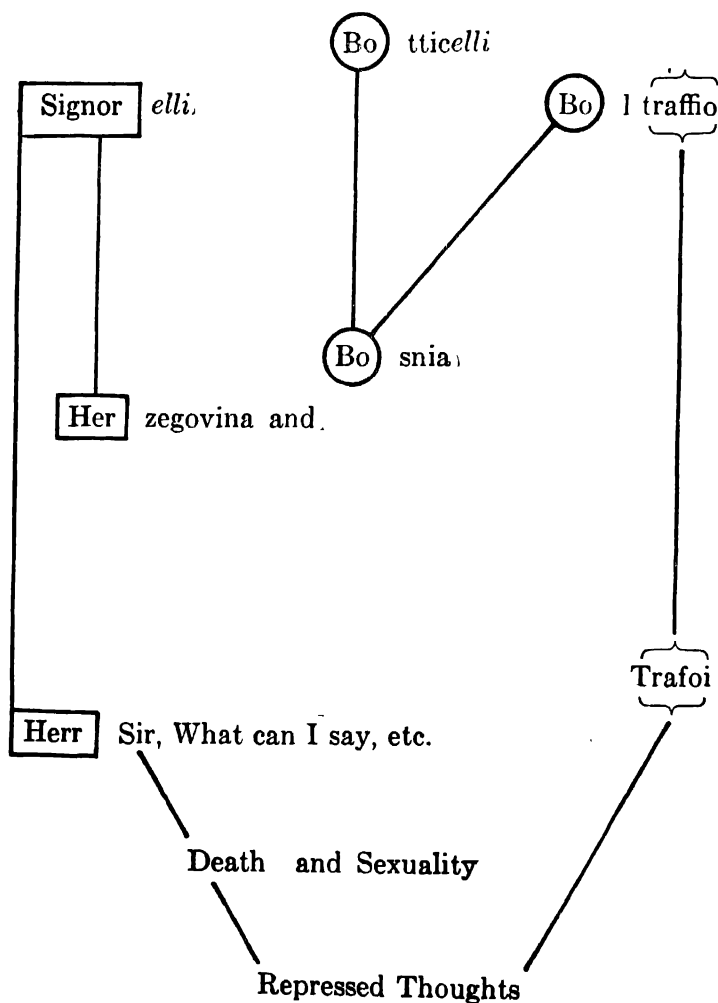 Bo tticelli
Signor elli, Bo l traffio
Bo snia
Her zegovina and
Trafoi
Herr Sir, What can I say, etc.
Death and Sexuality
Repressed Thoughts